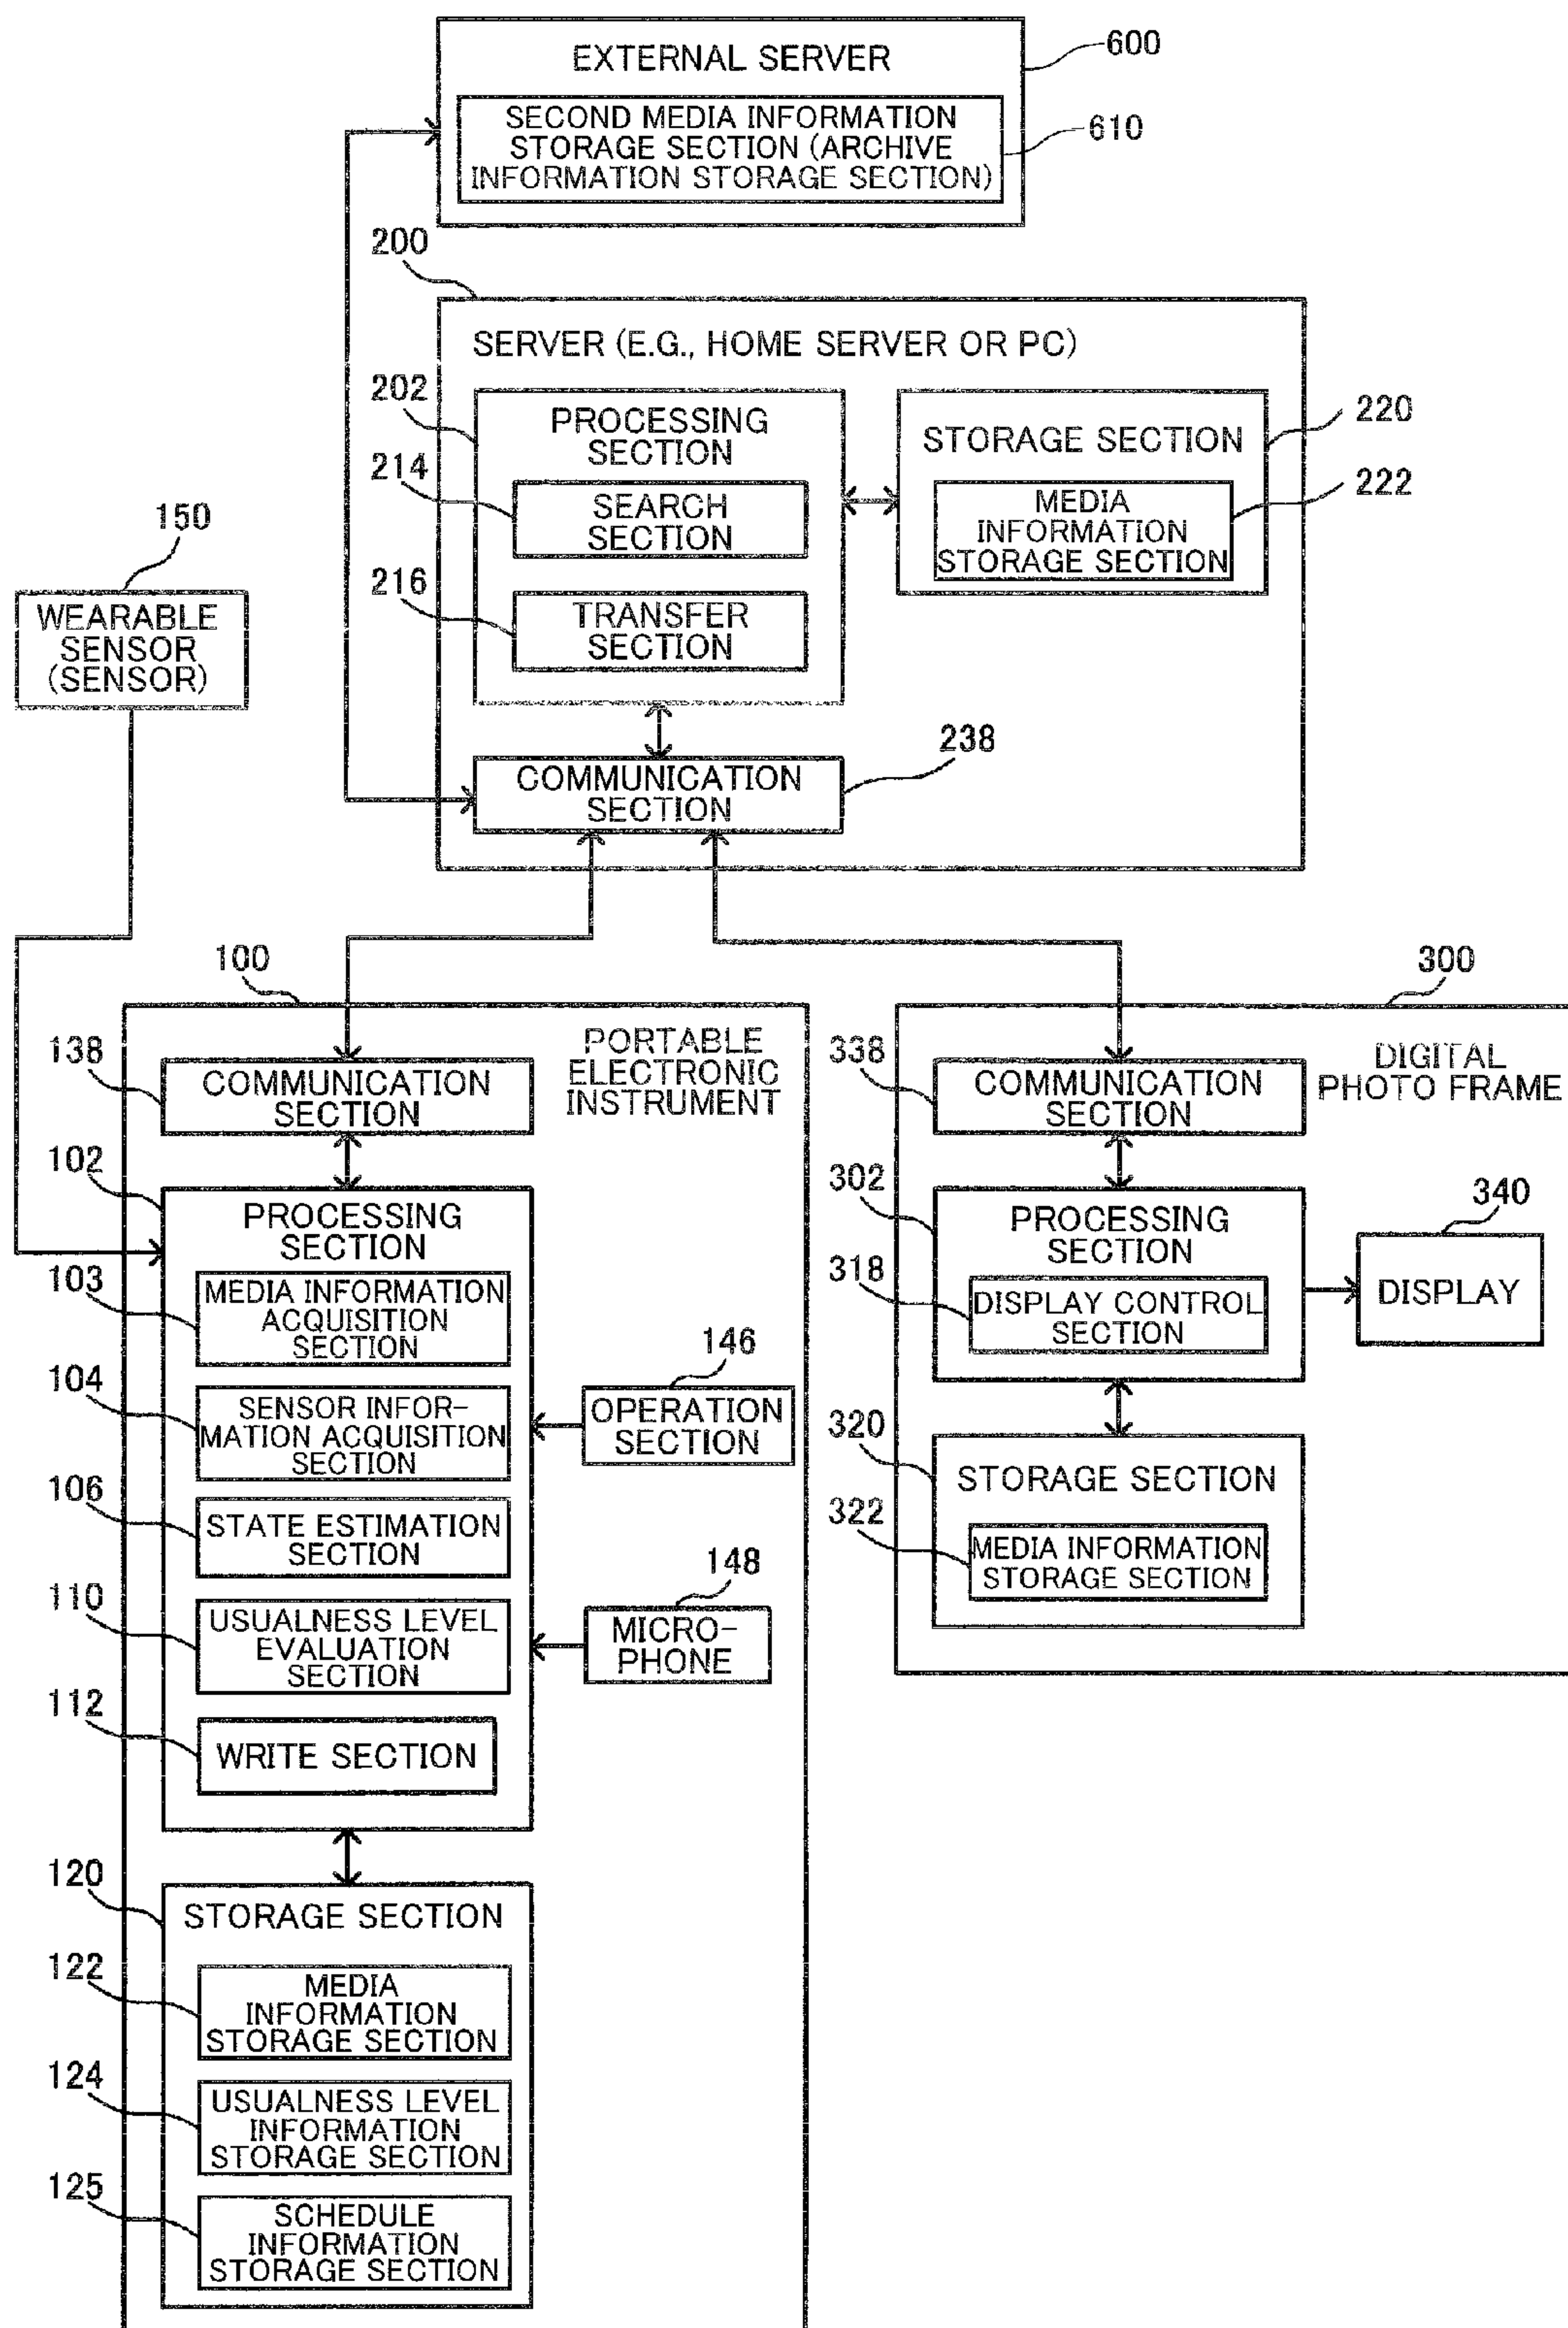 600
EXTERNAL SERVER
SECOND MEDIA INFORMATION
STORAGE SECTION (ARCHIVE
INFORMATION STORAGE SECTION)
610
200
SERVER (E.G., HOME SERVER OR PC)
202
PROCESSING
SECTION
214
SEARCH
SECTION
216
TRANSFER
SECTION
220
STORAGE SECTION
222
MEDIA
INFORMATION
STORAGE SECTION
150
WEARABLE
SENSOR
(SENSOR)
238
COMMUNICATION
SECTION
100
PORTABLE
ELECTRONIC
INSTRUMENT
138
COMMUNICATION
SECTION
102
PROCESSING
SECTION
103
MEDIA INFORMATION
ACQUISITION
SECTION
104
SENSOR INFOR-
MATION ACQUISITION
SECTION
106
STATE ESTIMATION
SECTION
110
USUALNESS LEVEL
EVALUATION
SECTION
112
WRITE SECTION
146
OPERATION
SECTION
148
MICRO-
PHONE
120
STORAGE SECTION
122
MEDIA
INFORMATION
STORAGE SECTION
124
USUALNESS LEVEL
INFORMATION
STORAGE SECTION
125
SCHEDULE
INFORMATION
STORAGE SECTION
300
DIGITAL
PHOTO FRAME
338
COMMUNICATION
SECTION
302
PROCESSING
SECTION
318
DISPLAY CONTROL
SECTION
340
DISPLAY
320
STORAGE SECTION
322
MEDIA INFORMATION
STORAGE SECTION